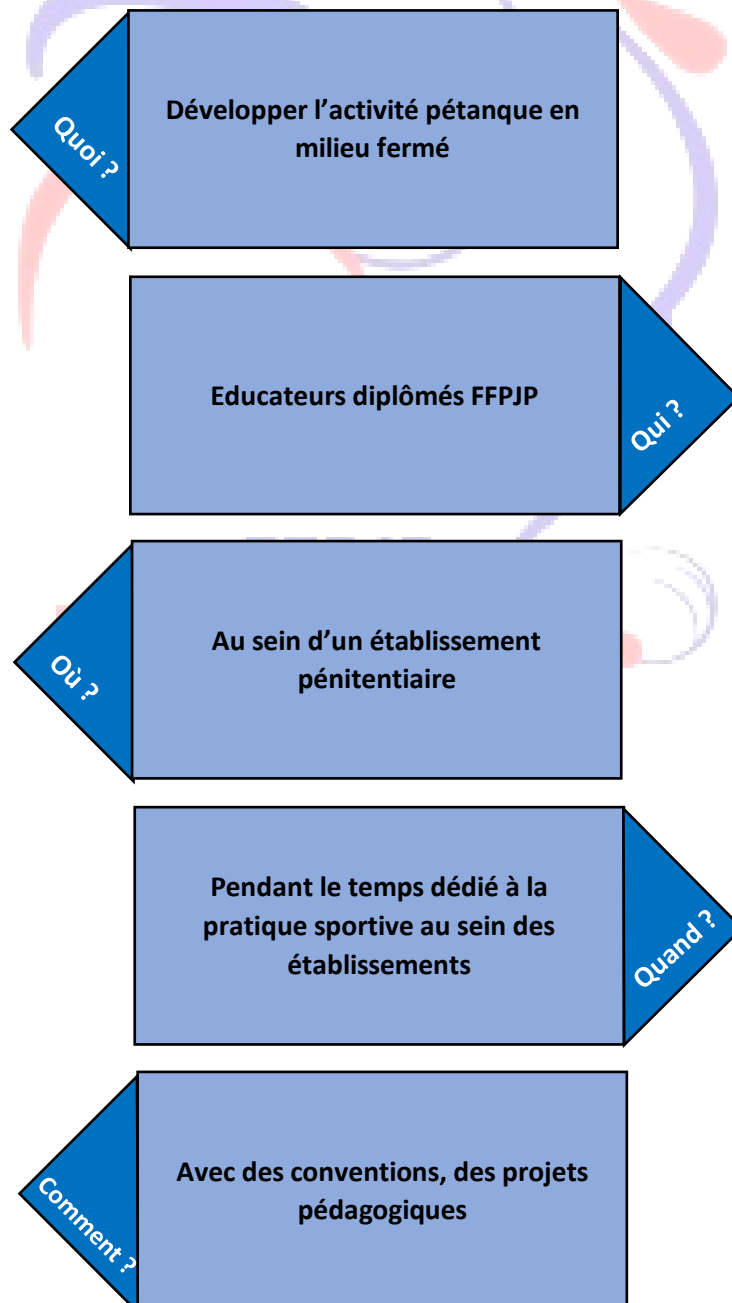 Quoi ?
Développer l’activité pétanque en
milieu fermé
Educateurs diplômés FFPJP
Qui ?
Où ?
Au sein d’un établissement
pénitentiaire
Pendant le temps dédié à la
pratique sportive au sein des
établissements
Quand ?
Comment ?
Avec des conventions, des projets
pédagogiques